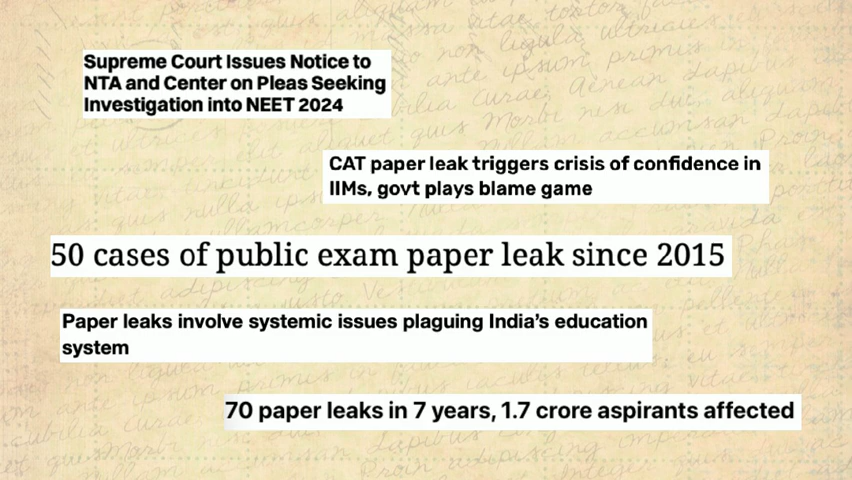 Supreme Court Issues Notice to
NTA and Center on Pleas Seeking
Investigation into NEET 2024
CAT paper leak triggers crisis of confidence in
IIMs, govt plays blame game
50 cases of public exam paper leak since 2015
Paper leaks involve systemic issues plaguing India's education
system
70 paper leaks in 7 years, 1.7 crore aspirants affected